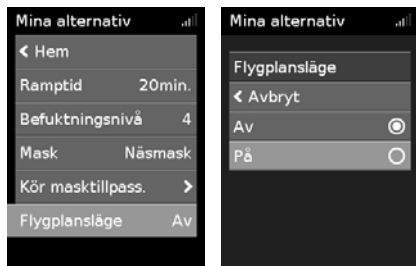 Mina alternativ
< Hem
Ramptid 20min.
Befuktningsnivå 4
Mask Näsmask
Kör masktillpass. >
Flygplansläge Av
Mina alternativ
Flygplansläge
< Avbryt
Av
På